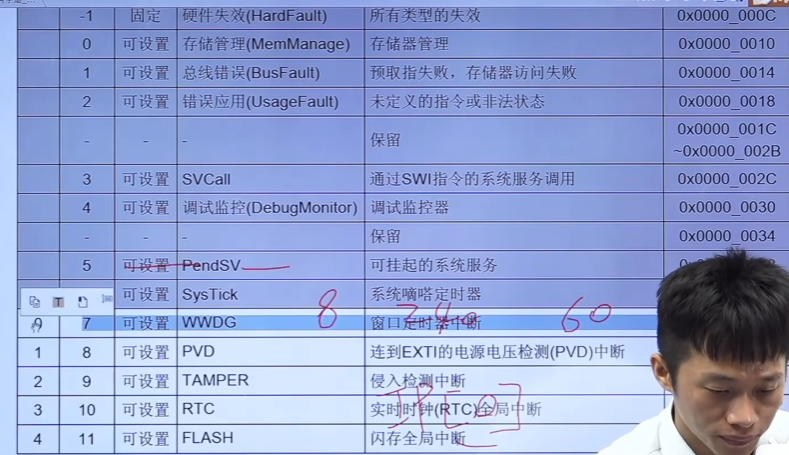 -1 固定 硬件失效(HardFault) 所有类型的失效 0x0000_000C
0 可设置 存储管理(MemManage) 存储器管理 0x0000_0010
1 可设置 总线错误(BusFault) 预取指失败，存储器访问失败 0x0000_0014
2 可设置 错误应用(UsageFault) 未定义的指令或非法状态 0x0000_0018
- - - 保留 0x0000_001C
~0x0000_002B
3 可设置 SVCall 通过SWI指令的系统服务调用 0x0000_002C
4 可设置 调试监控(DebugMonitor) 调试监控器 0x0000_0030
- - - 保留 0x0000_0034
5 可设置 PendSV 可挂起的系统服务
可设置 SysTick 系统嘀嗒定时器
7 可设置 WWDG 8 窗口定时器中断 60
1 8 可设置 PVD 连到EXTI的电源电压检测(PVD)中断
2 9 可设置 TAMPER 侵入检测中断
3 10 可设置 RTC 实时时钟(RTC)全局中断
4 11 可设置 FLASH 闪存全局中断